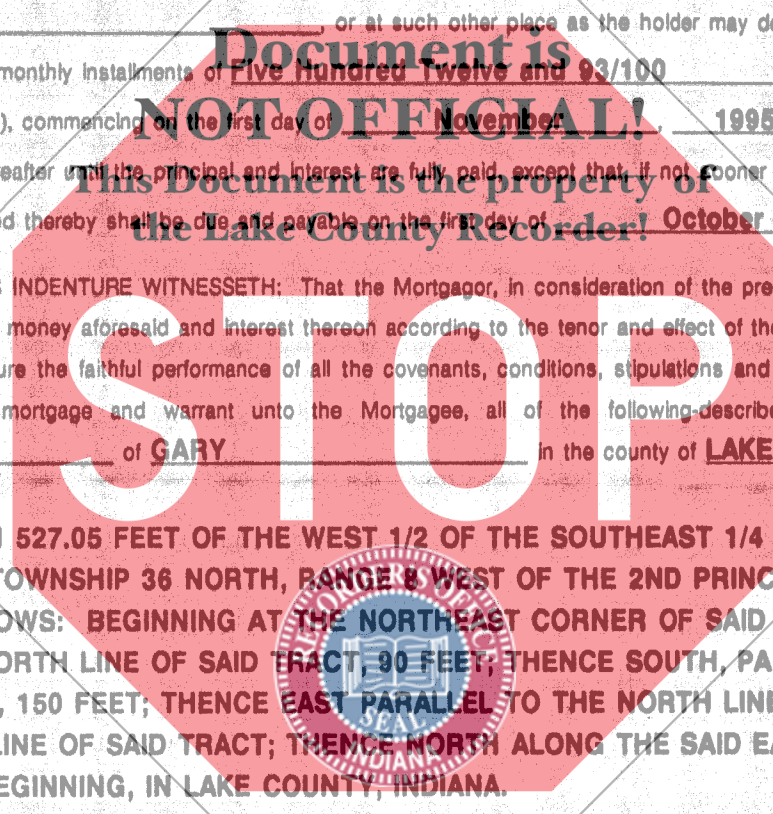 or at such other place as the holder may de
Document is
monthly installments of Five Hundred Twelve and 93/100
NOT OFFICIAL!
), commencing on the first day of November, 1995
eafter until the principal and interest are fully paid, except that, if not sooner
This Document is the property of
d thereby shall be due and payable on the first day of October
the Lake County Recorder!
INDENTURE WITNESSETH: That the Mortgagor, in consideration of the pre
money aforesaid and interest thereon according to the tenor and effect of the
ure the faithful performance of all the covenants, conditions, stipulations and
mortgage and warrant unto the Mortgagee, all of the following-describe
of GARY in the county of LAKE
STOP
527.05 FEET OF THE WEST 1/2 OF THE SOUTHEAST 1/4
TOWNSHIP 36 NORTH, RANGE 8 WEST OF THE 2ND PRINC
OWS: BEGINNING AT THE NORTHEAST CORNER OF SAID
ORTH LINE OF SAID TRACT, 90 FEET; THENCE SOUTH, PA
, 150 FEET; THENCE EAST PARALLEL TO THE NORTH LINE
LINE OF SAID TRACT; THENCE NORTH ALONG THE SAID EA
EGINNING, IN LAKE COUNTY, INDIANA.
SEAL
INDIANA